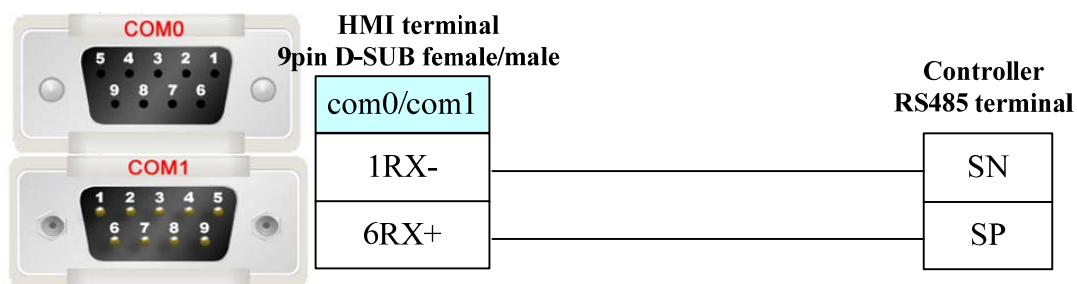 COM0
5 4 3 2 1
9 8 7 6
COM1
1 2 3 4 5
6 7 8 9
HMI terminal
9pin D-SUB female/male
com0/com1
1RX-
6RX+
Controller
RS485 terminal
SN
SP